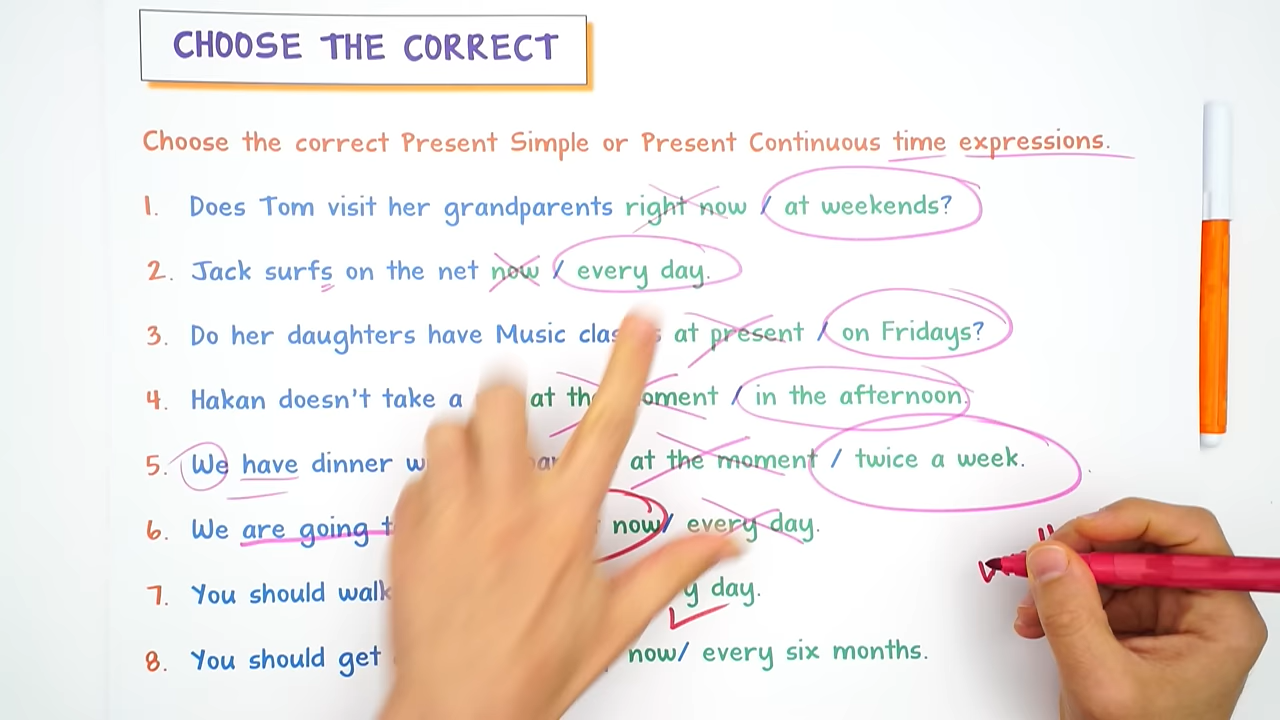 CHOOSE THE CORRECT
Choose the correct Present Simple or Present Continuous time expressions.
1. Does Tom visit her grandparents right now / at weekends?
2. Jack surfs on the net now / every day.
3. Do her daughters have Music at present / on Fridays?
4. Hakan doesn't take a at the moment / in the afternoon.
5. We have dinner at the moment / twice a week.
6. We are going now/ every day.
7. You should walk day.
8. You should get now/ every six months.